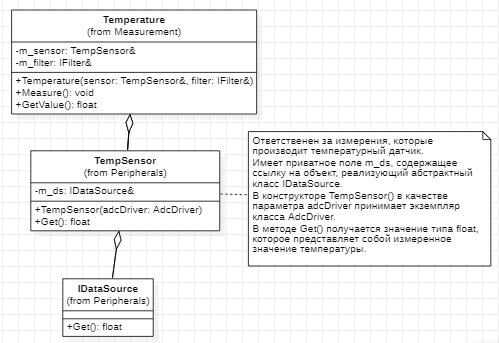 Temperature
(from Measurement)
-m_sensor: TempSensor&
-m_filter: IFilter&
+Temperature(sensor: TempSensor&, filter: IFilter&)
+Measure(): void
+GetValue(): float
TempSensor
(from Peripherals)
-m_ds: IDataSource&
+TempSensor(adcDriver: AdcDriver)
+Get(): float
Ответственен за измерения, которые
производит температурный датчик.
Имеет приватное поле m_ds, содержащее
ссылку на объект, реализующий абстрактный
класс IDataSource.
В конструкторе TempSensor() в качестве
параметра adcDriver принимает экземпляр
класса AdcDriver.
В методе Get() получается значение типа float,
которое представляет собой измеренное
значение температуры.
IDataSource
(from Peripherals)
+Get(): float